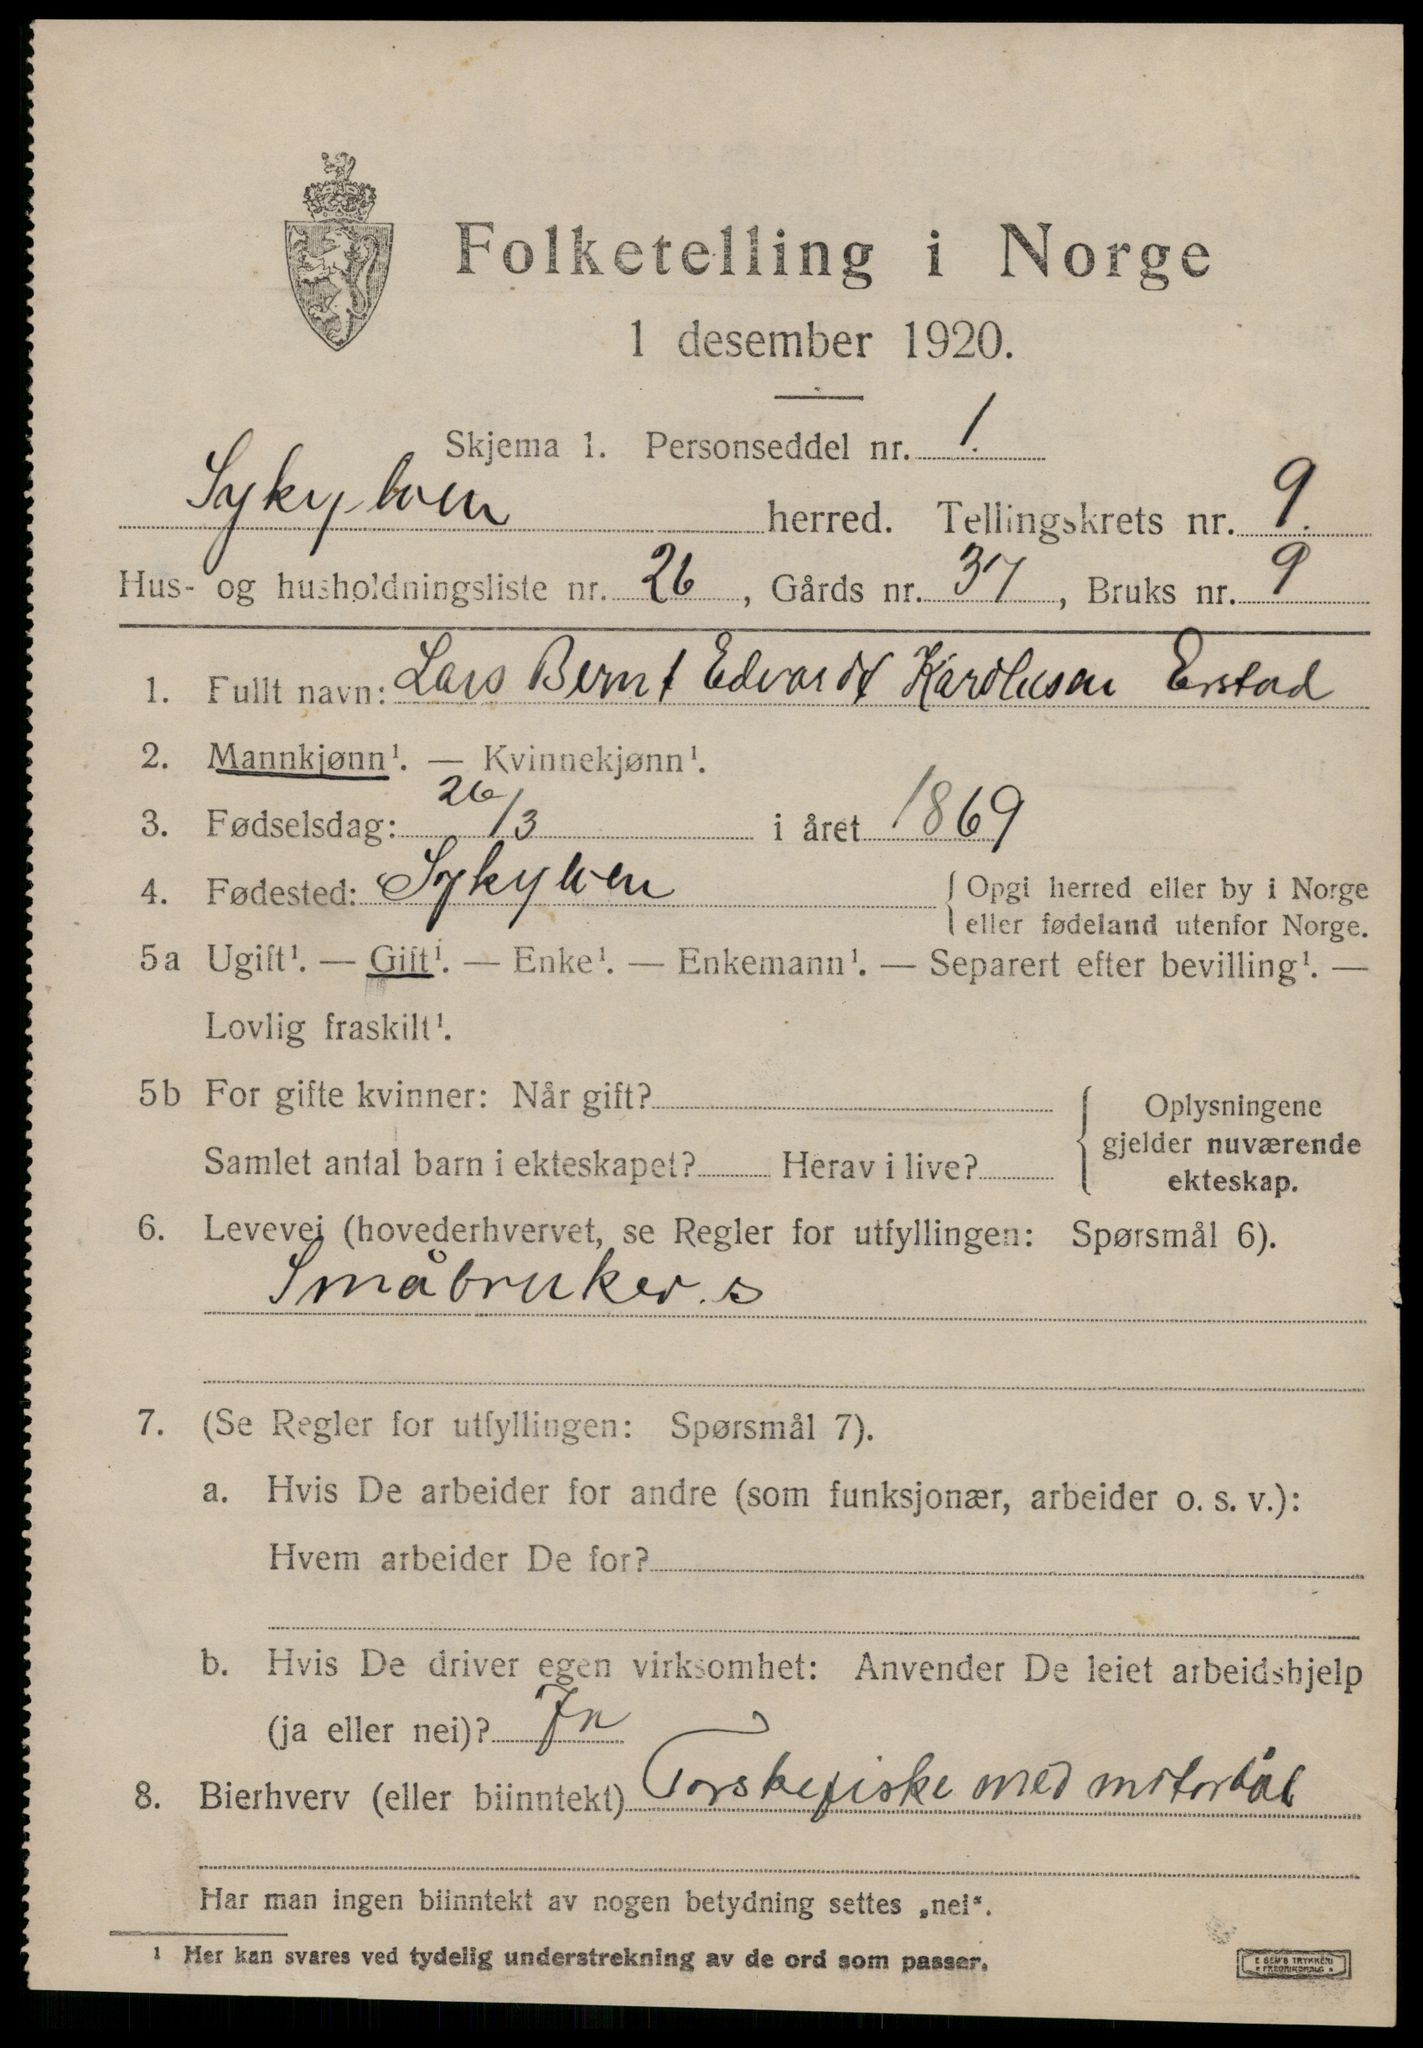 Folketelling i Norge
1 desember 1920.
Skjema 1. Personseddel nr. 1.
Sykylven herred. Tellingskrets nr. 9.
Hus- og husholdningsliste nr. 26, Gårds nr. 37, Bruks nr. 9
1. Fullt navn: Lars Bernt Edvardt Karolusen Erstad
2. Mannkjønn¹. — Kvinnekjønn¹.
3. Fødselsdag: 26/3 i året 1869
4. Fødested: Sykylven { Opgi herred eller by i Norge
eller fødeland utenfor Norge.
5a Ugift¹. — Gift¹. — Enke¹. — Enkemann¹. — Separert efter bevilling¹. —
Lovlig fraskilt¹.
5b For gifte kvinner: Når gift? { Oplysningene
gjelder nuværende
Samlet antal barn i ekteskapet? Herav i live?
ekteskap.
6. Levevei (hovederhvervet, se Regler for utfyllingen: Spørsmål 6).
Småbruker. s
7. (Se Regler for utfyllingen: Spørsmål 7).
a. Hvis De arbeider for andre (som funksjonær, arbeider o. s. v.):
Hvem arbeider De for?
b. Hvis De driver egen virksomhet: Anvender De leiet arbeidshjelp
(ja eller nei)? Ja
8. Bierhverv (eller biinntekt) Torskefiske med motorbåt
Har man ingen biinntekt av nogen betydning settes „nei“.
¹ Her kan svares ved tydelig understrekning av de ord som passer.
E SEM'S TRYKKERI
FREDRIKSHALD